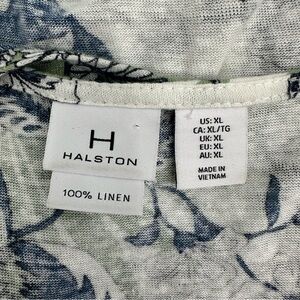 H
HALSTON
100% LINEN
US: XL
CA: XL/TG
UK: XL
EU: XL
AU: XL
MADE IN
VIETNAM